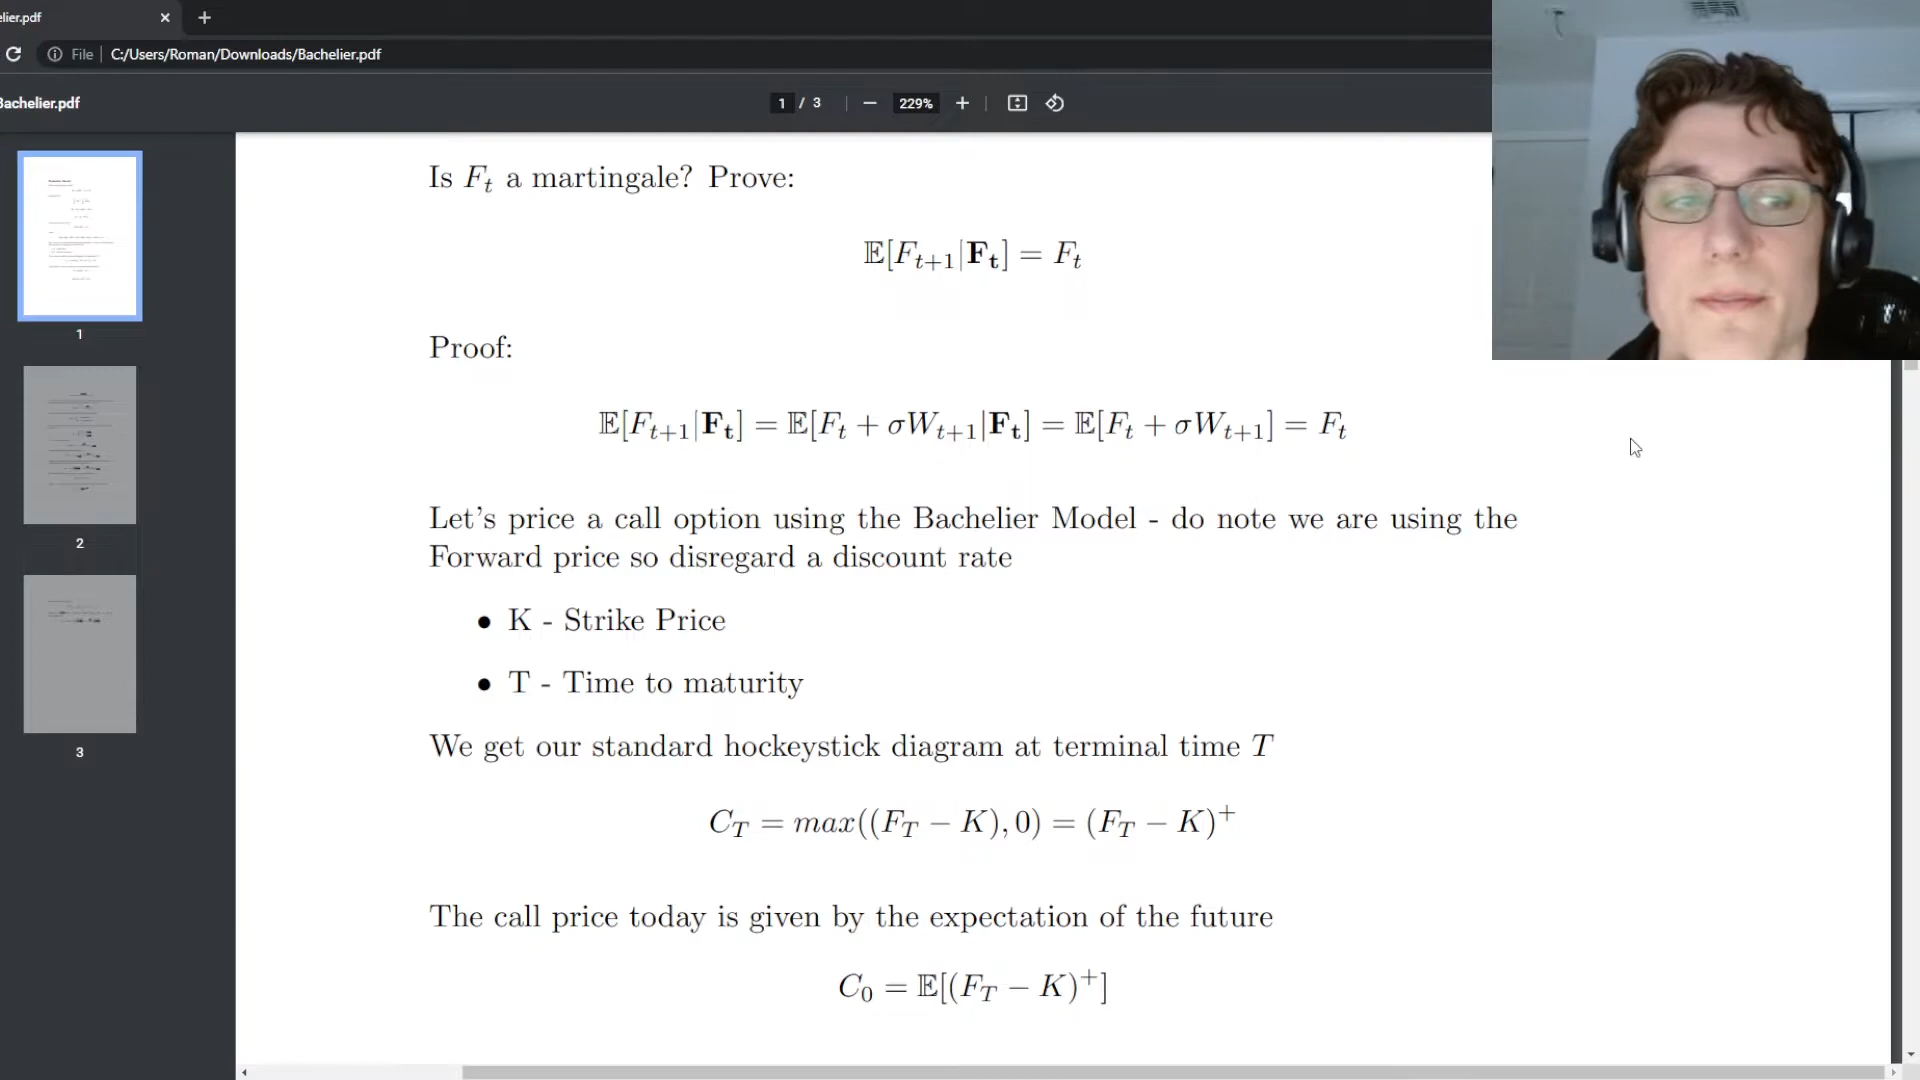 elier.pdf
File C:/Users/Roman/Downloads/Bachelier.pdf
Bachelier.pdf
1 / 3
229%
Is F_t a martingale? Prove:
𝔼[F_{t+1}|𝐅_𝐭] = F_t
Proof:
𝔼[F_{t+1}|𝐅_𝐭] = 𝔼[F_t + σW_{t+1}|𝐅_𝐭] = 𝔼[F_t + σW_{t+1}] = F_t
Let's price a call option using the Bachelier Model - do note we are using the
Forward price so disregard a discount rate
• K - Strike Price
• T - Time to maturity
We get our standard hockeystick diagram at terminal time T
C_T = max((F_T − K), 0) = (F_T − K)^+
The call price today is given by the expectation of the future
C_0 = 𝔼[(F_T − K)^+]
1
2
3